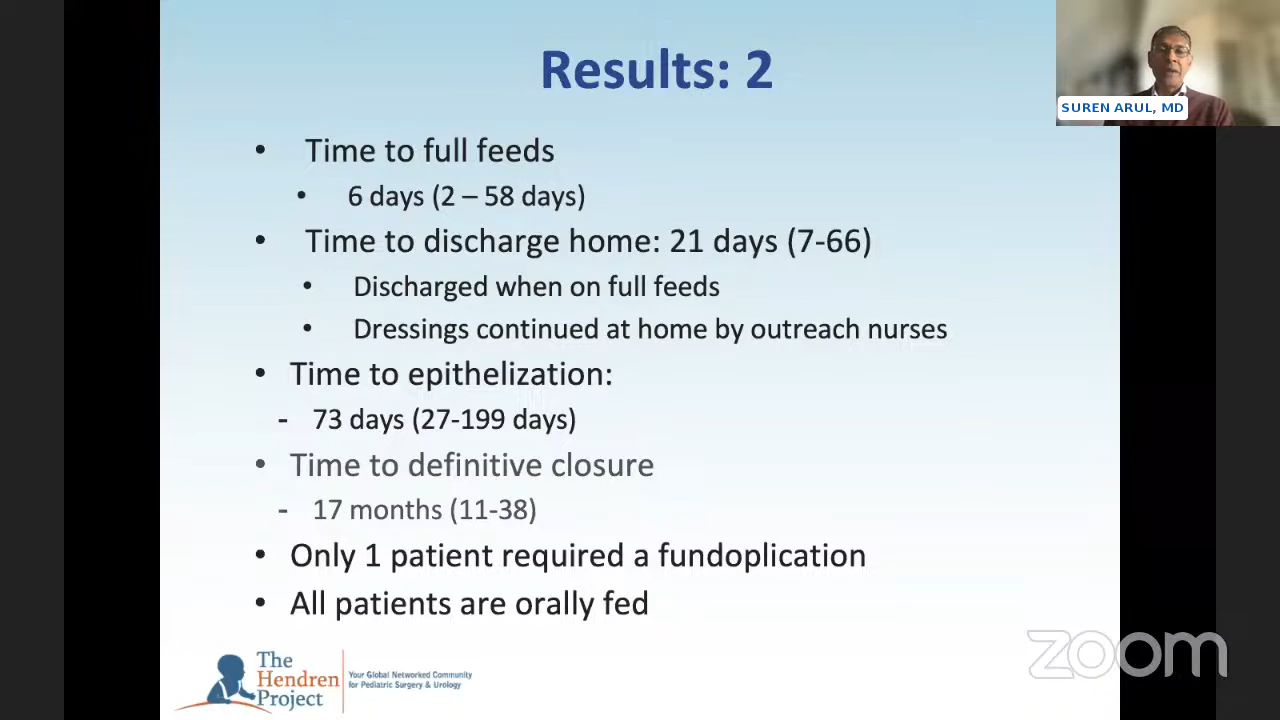 Results: 2
SUREN ARUL, MD
• Time to full feeds
• 6 days (2 – 58 days)
• Time to discharge home: 21 days (7-66)
• Discharged when on full feeds
• Dressings continued at home by outreach nurses
• Time to epithelization:
- 73 days (27-199 days)
• Time to definitive closure
- 17 months (11-38)
• Only 1 patient required a fundoplication
• All patients are orally fed
The
Hendren
Project
Your Global Networked Community
for Pediatric Surgery & Urology
zoom